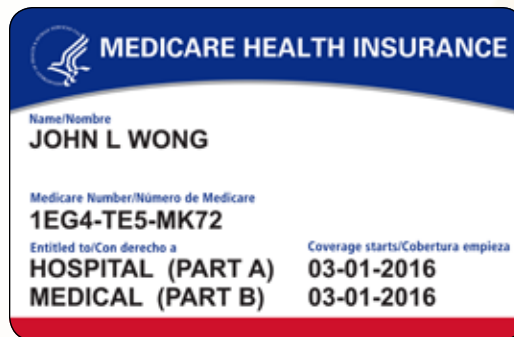 MEDICARE HEALTH INSURANCE
Name/Nombre
JOHN L WONG
Medicare Number/Número de Medicare
1EG4-TE5-MK72
Entitled to/Con derecho a Coverage starts/Cobertura empieza
HOSPITAL (PART A) 03-01-2016
MEDICAL (PART B) 03-01-2016